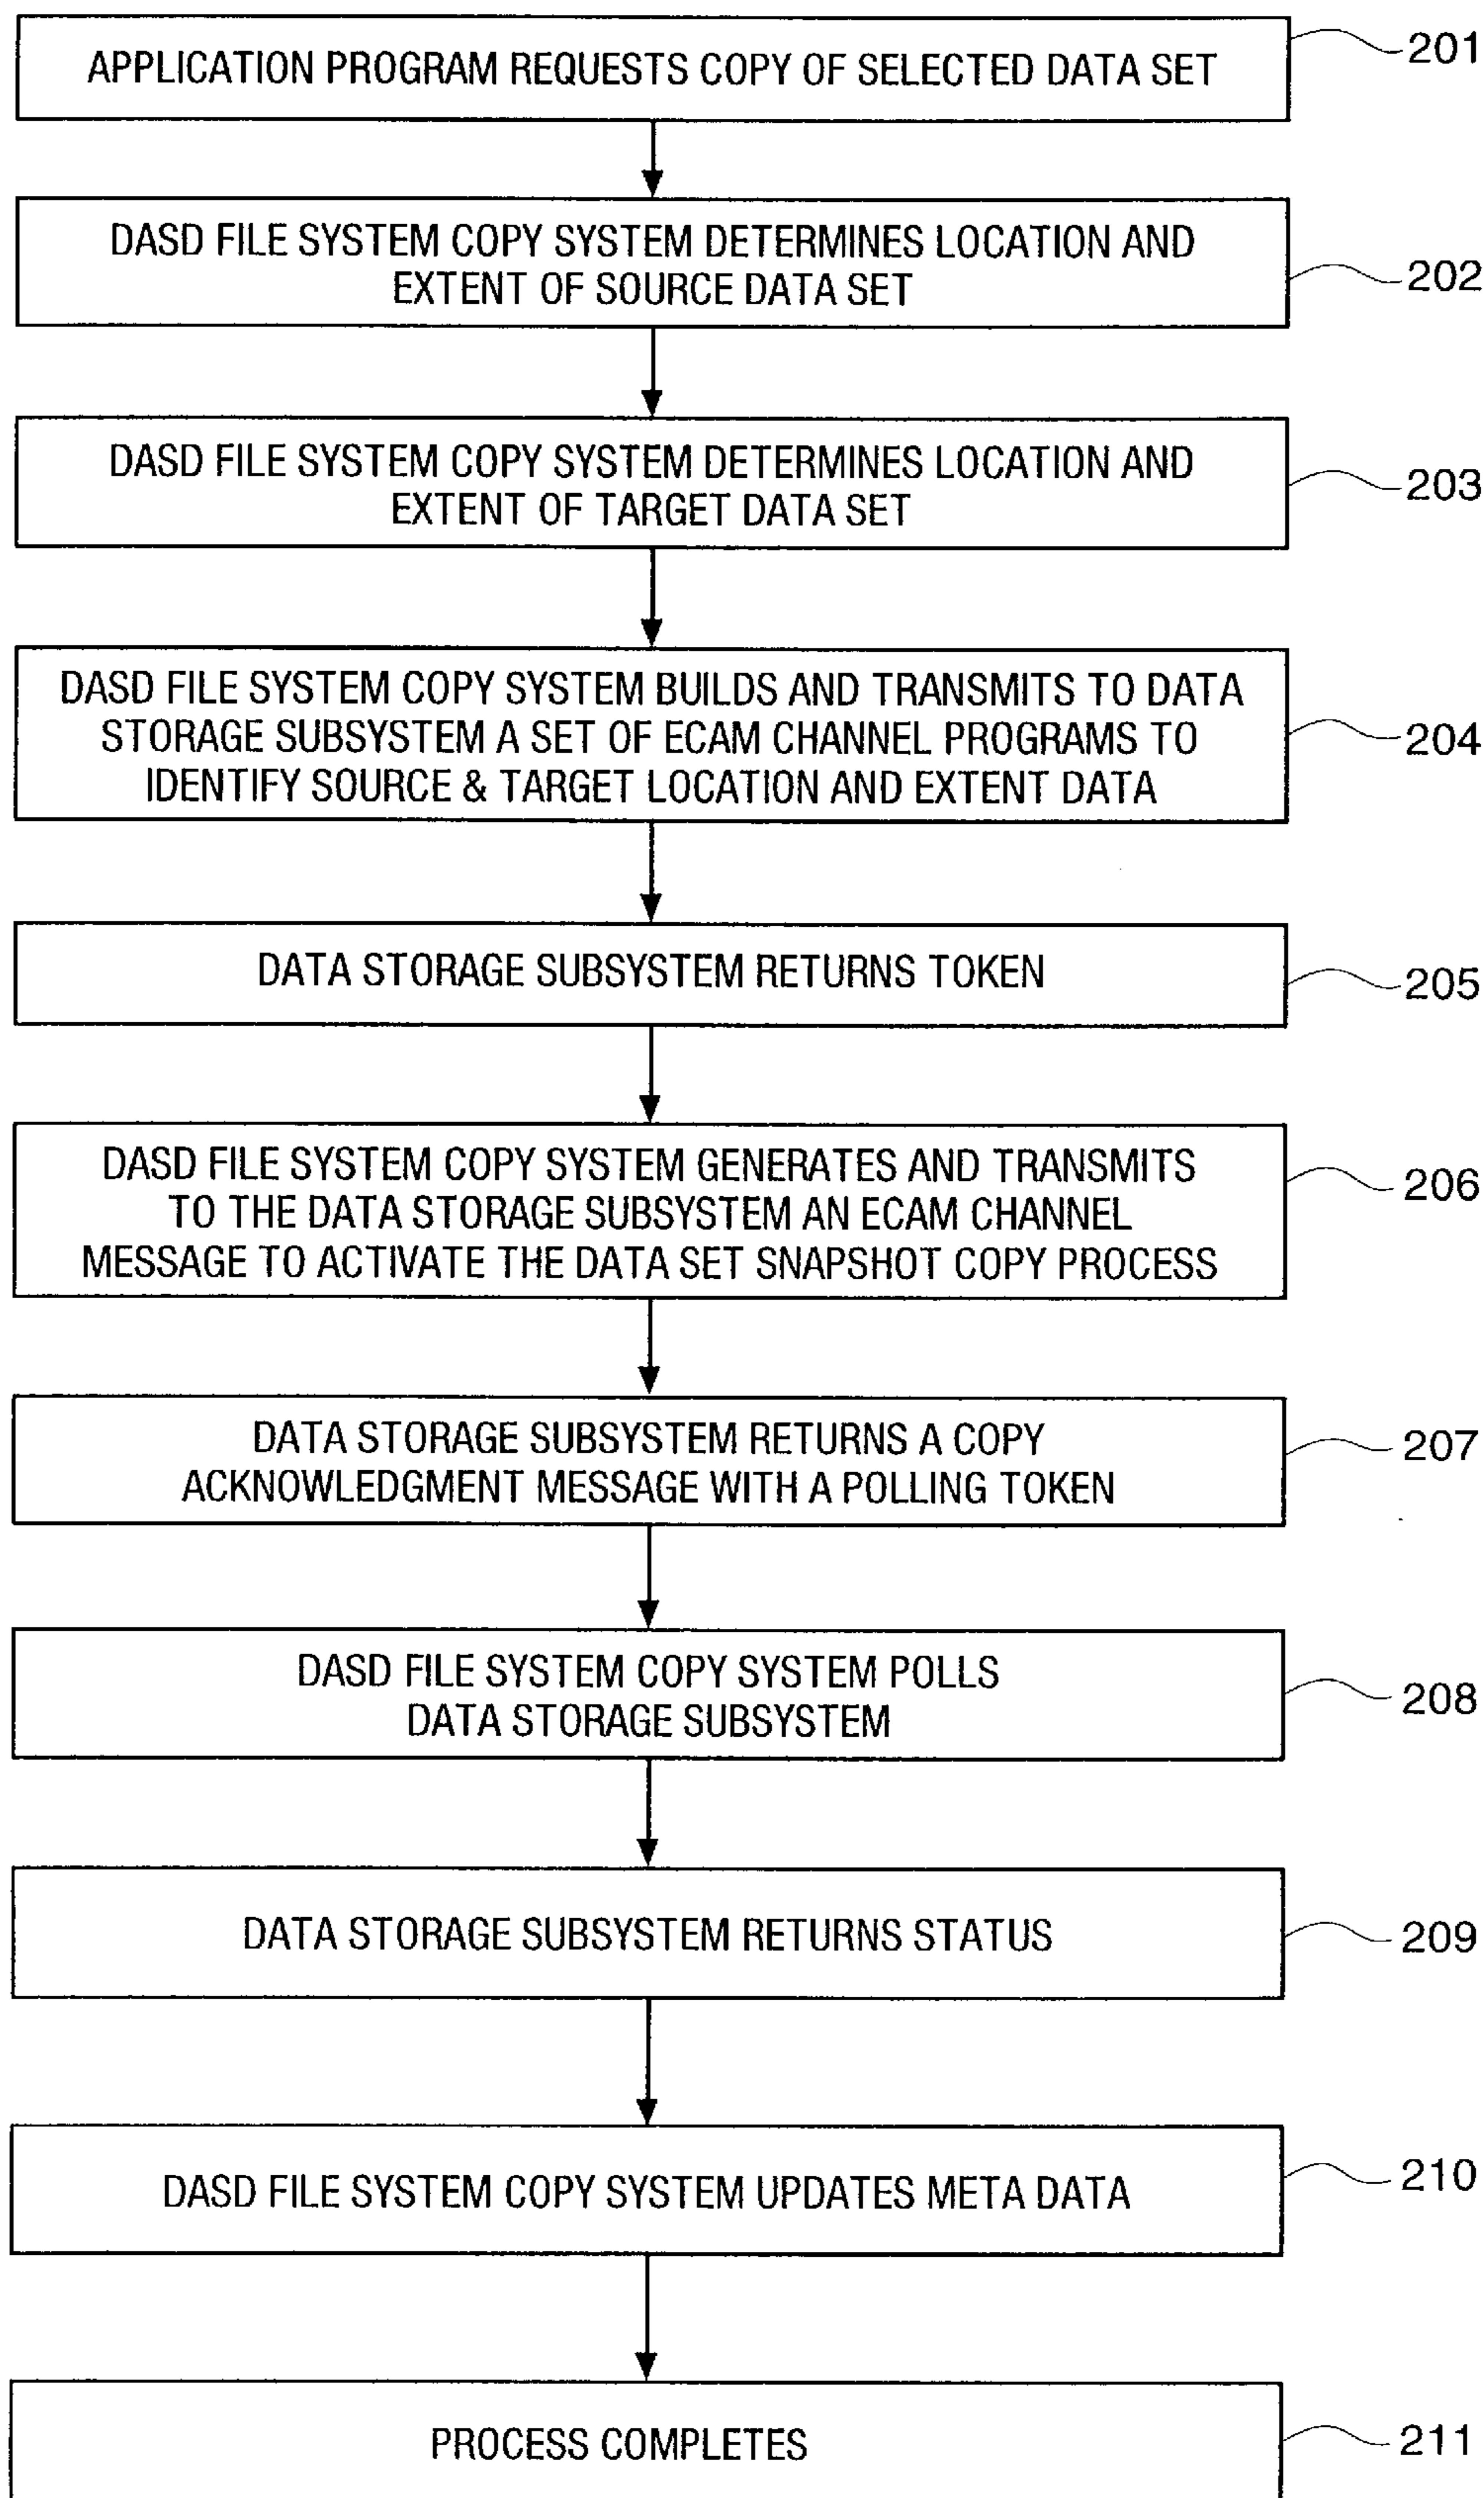 APPLICATION PROGRAM REQUESTS COPY OF SELECTED DATA SET
201
DASD FILE SYSTEM COPY SYSTEM DETERMINES LOCATION AND
EXTENT OF SOURCE DATA SET
202
DASD FILE SYSTEM COPY SYSTEM DETERMINES LOCATION AND
EXTENT OF TARGET DATA SET
203
DASD FILE SYSTEM COPY SYSTEM BUILDS AND TRANSMITS TO DATA
STORAGE SUBSYSTEM A SET OF ECAM CHANNEL PROGRAMS TO
IDENTIFY SOURCE & TARGET LOCATION AND EXTENT DATA
204
DATA STORAGE SUBSYSTEM RETURNS TOKEN
205
DASD FILE SYSTEM COPY SYSTEM GENERATES AND TRANSMITS
TO THE DATA STORAGE SUBSYSTEM AN ECAM CHANNEL
MESSAGE TO ACTIVATE THE DATA SET SNAPSHOT COPY PROCESS
206
DATA STORAGE SUBSYSTEM RETURNS A COPY
ACKNOWLEDGMENT MESSAGE WITH A POLLING TOKEN
207
DASD FILE SYSTEM COPY SYSTEM POLLS
DATA STORAGE SUBSYSTEM
208
DATA STORAGE SUBSYSTEM RETURNS STATUS
209
DASD FILE SYSTEM COPY SYSTEM UPDATES META DATA
210
PROCESS COMPLETES
211